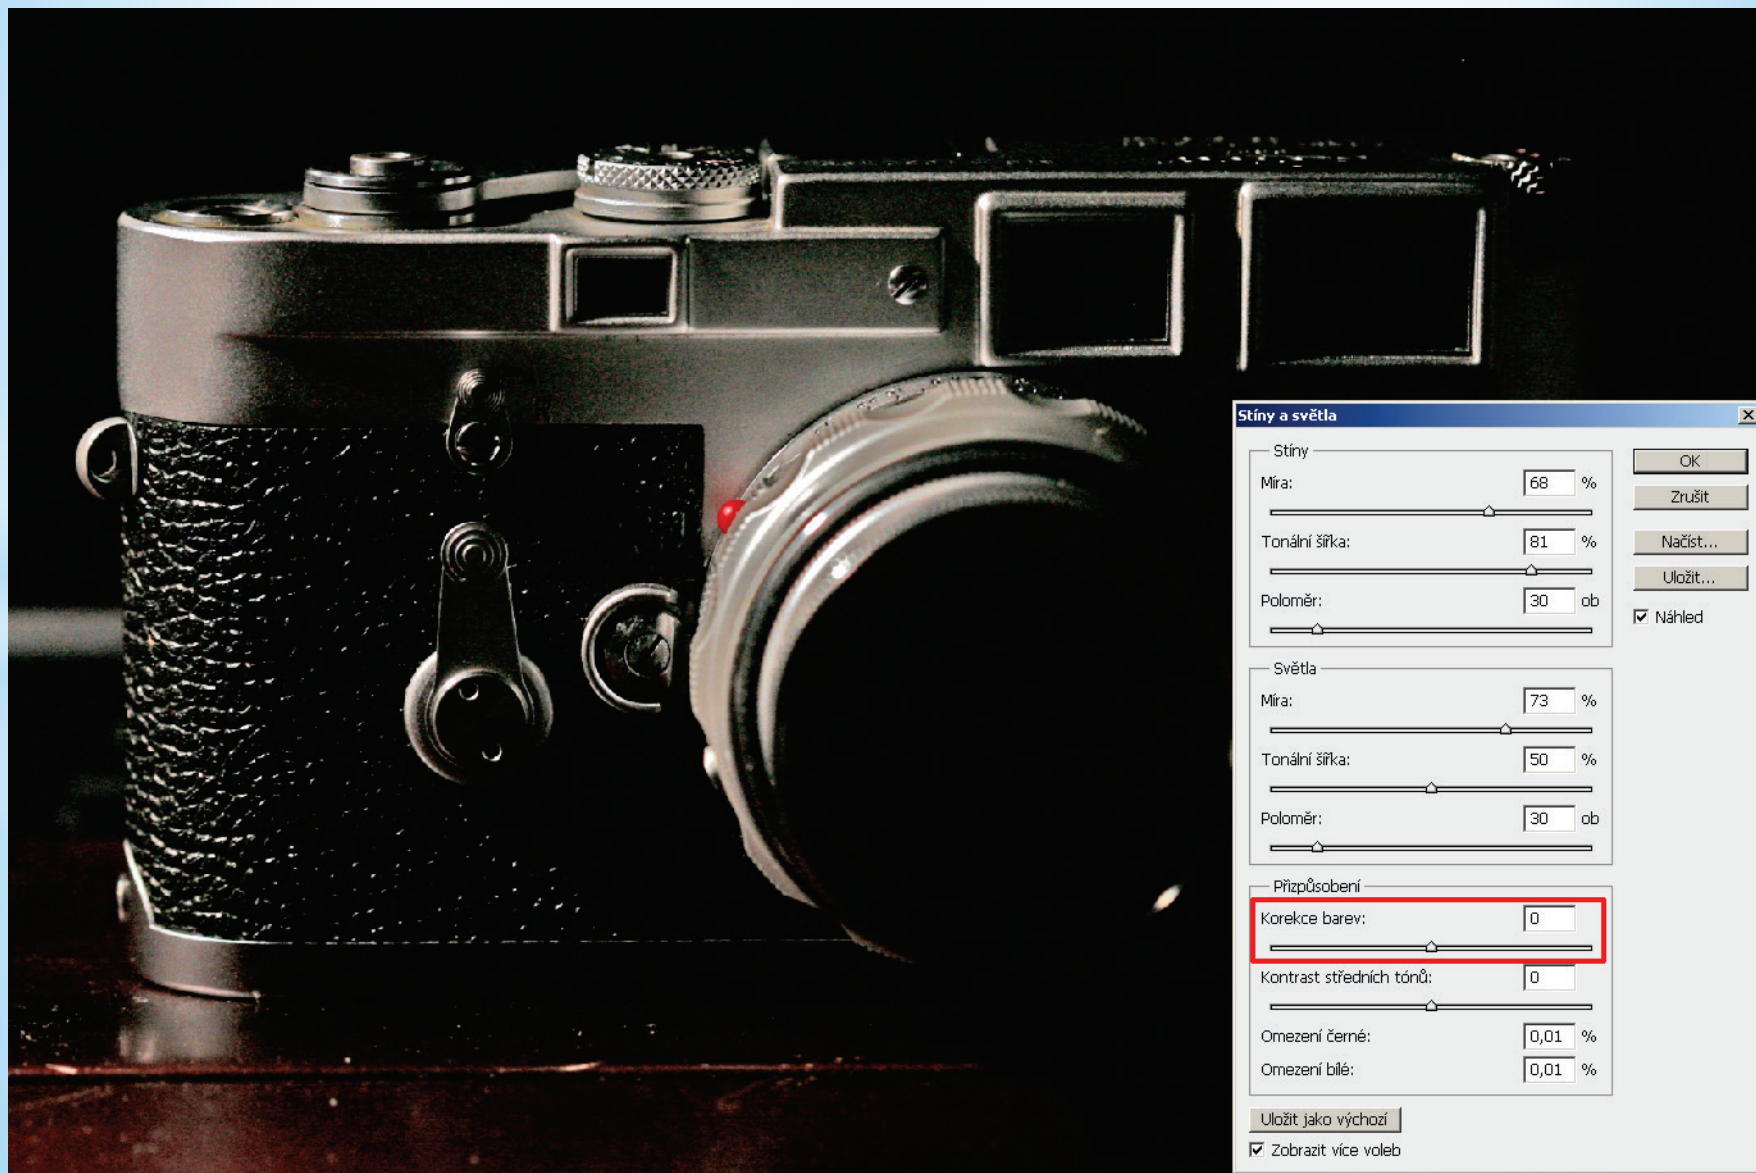 Stíny a světla
Stíny
Míra: 68 %
Tonální šířka: 81 %
Poloměr: 30 ob
Světla
Míra: 73 %
Tonální šířka: 50 %
Poloměr: 30 ob
Přizpůsobení
Korekce barev: 0
Kontrast středních tónů: 0
Omezení černé: 0,01 %
Omezení bílé: 0,01 %
Uložit jako výchozí
Zobrazit více voleb
OK
Zrušit
Načíst...
Uložit...
Náhled